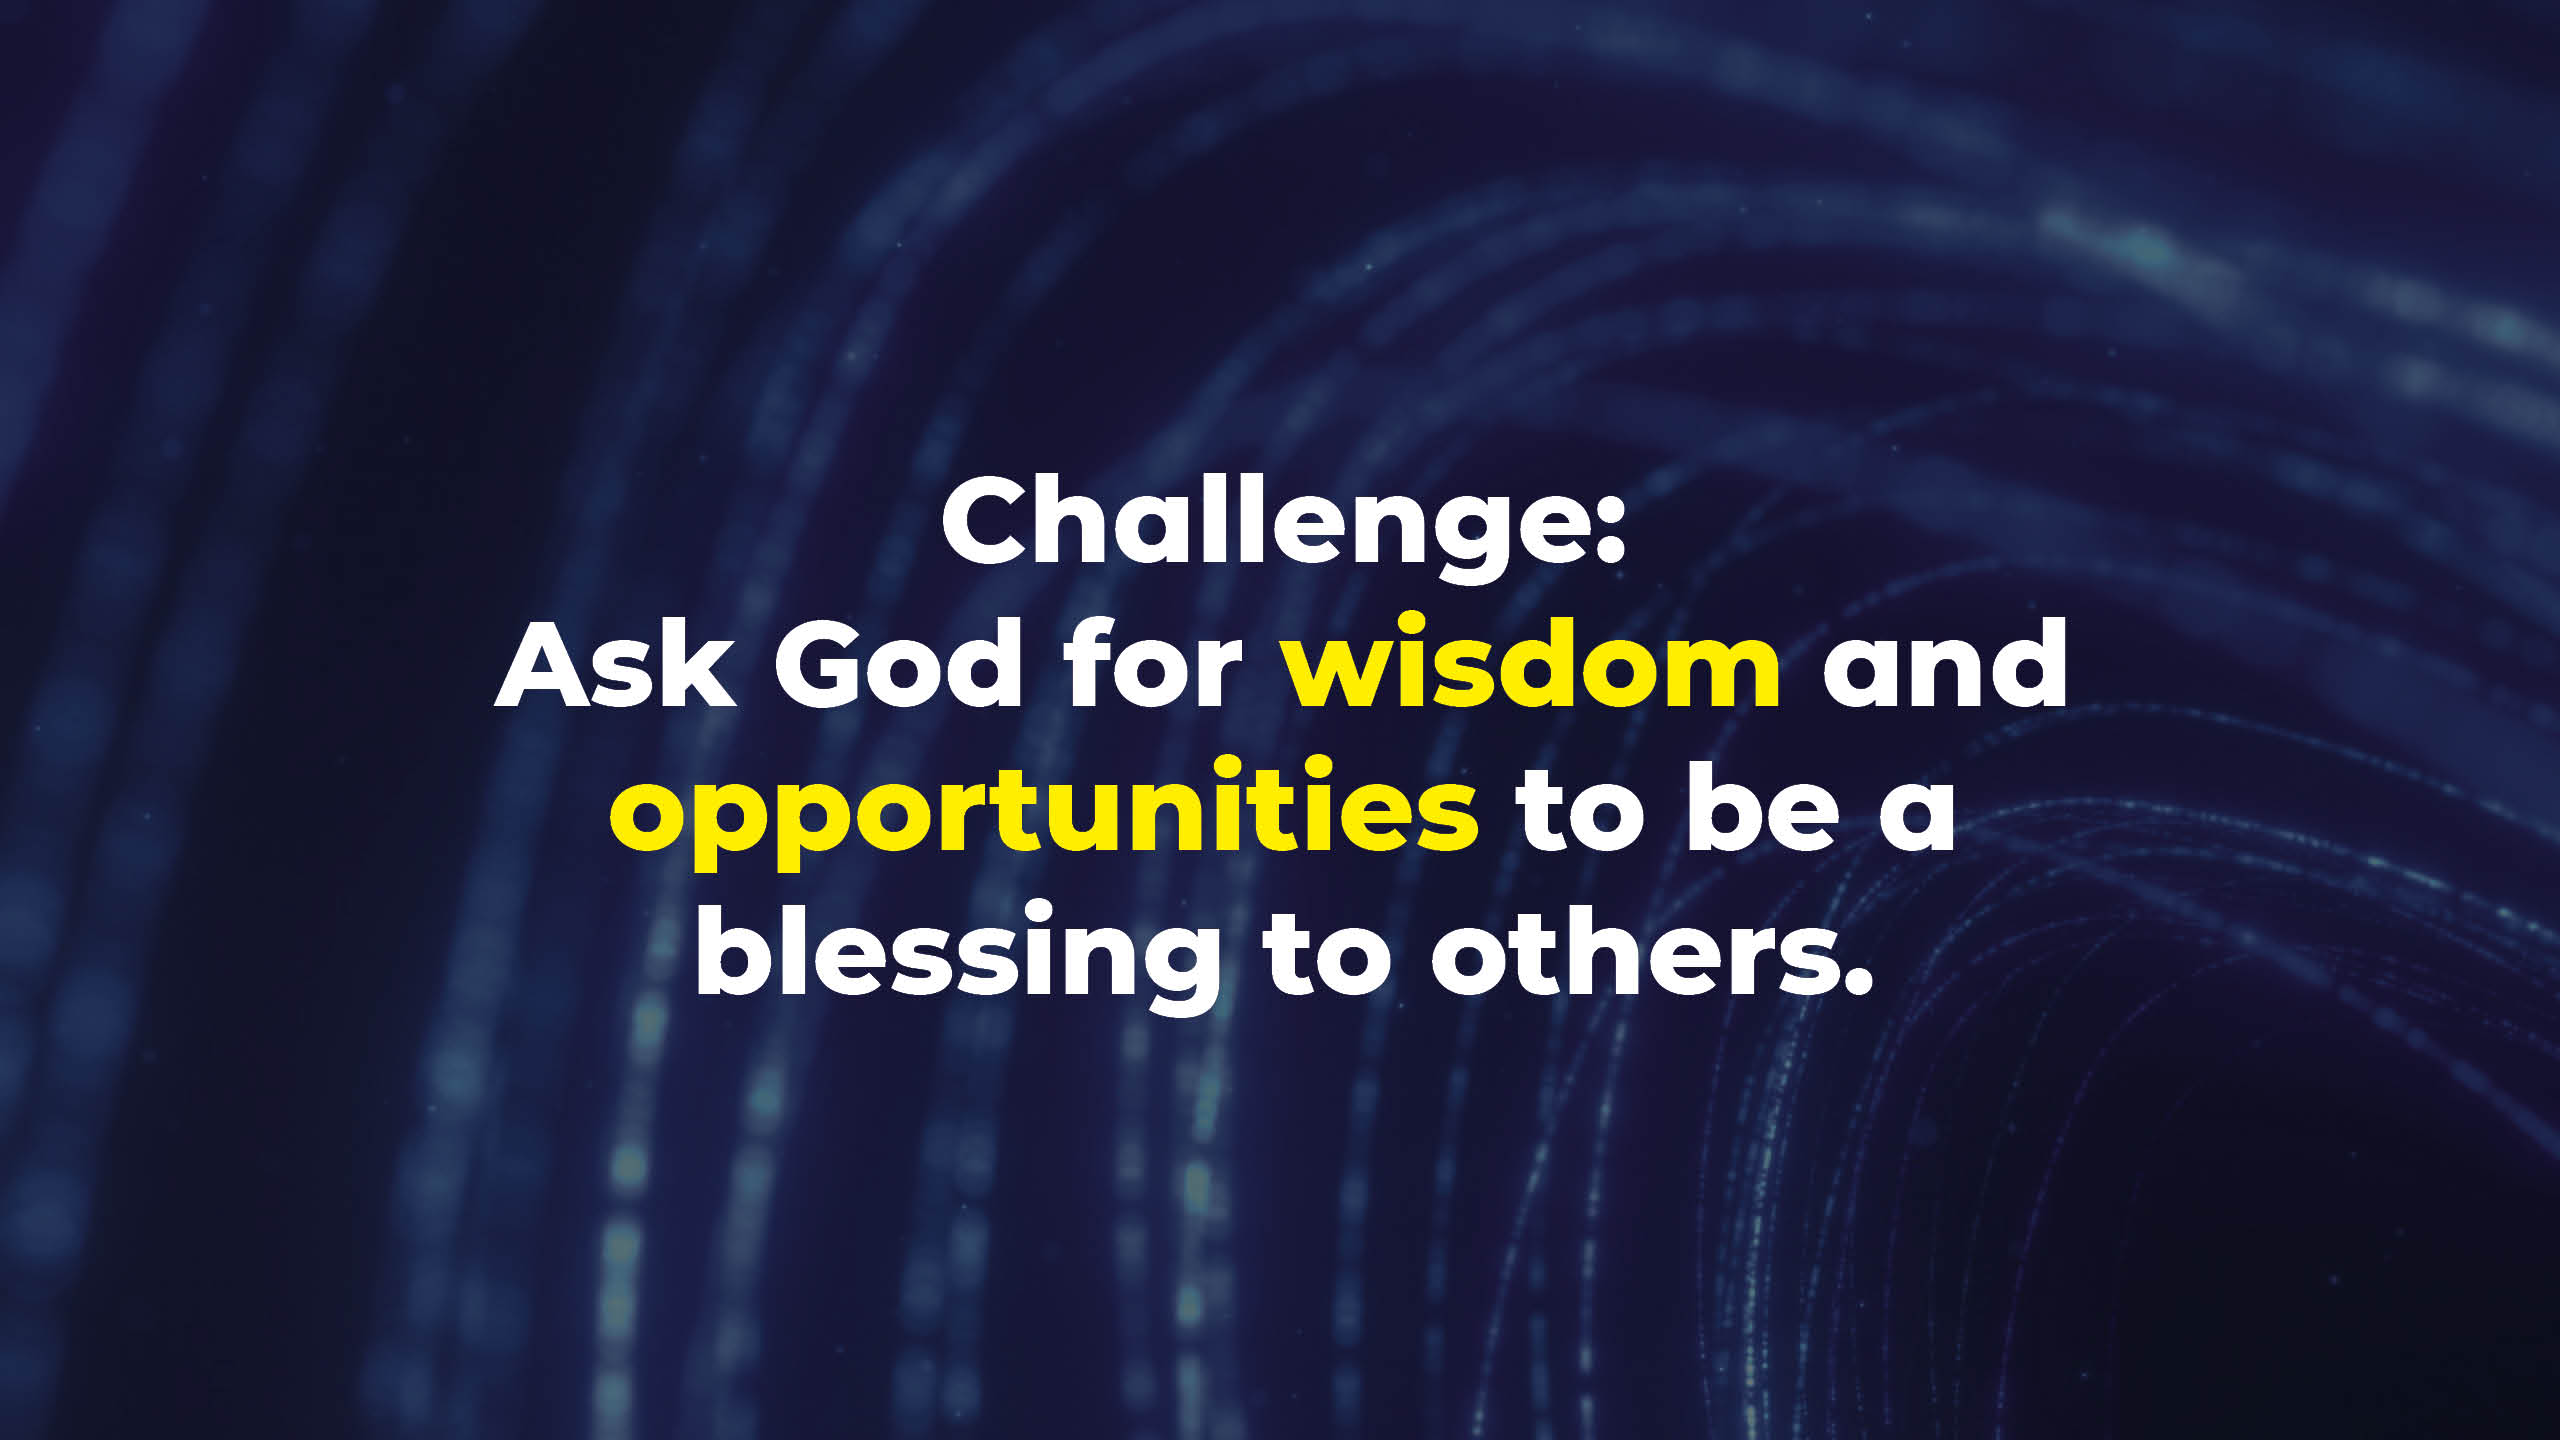 Challenge:
Ask God for wisdom and
opportunities to be a
blessing to others.